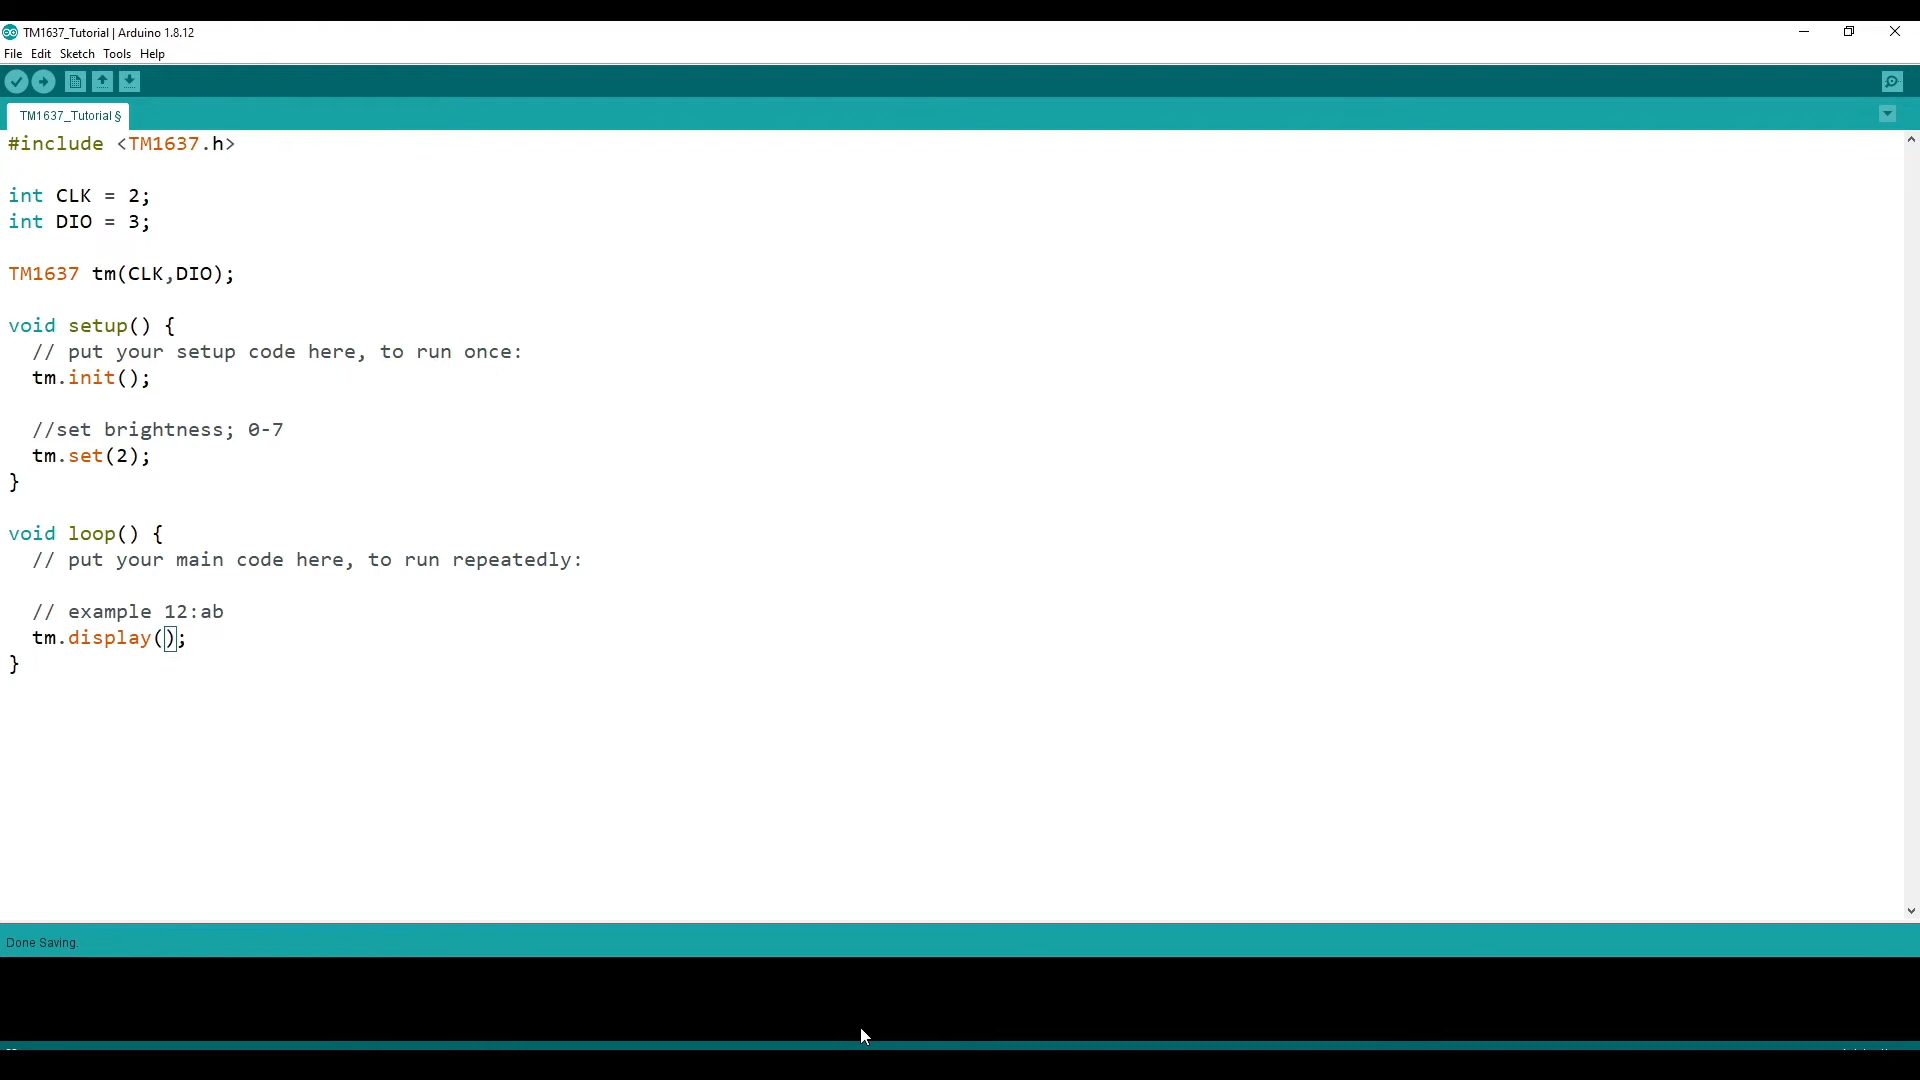 TM1637_Tutorial | Arduino 1.8.12
File Edit Sketch Tools Help
TM1637_Tutorial §
#include <TM1637.h>
int CLK = 2;
int DIO = 3;
TM1637 tm(CLK,DIO);
void setup() {
// put your setup code here, to run once:
tm.init();
//set brightness; 0-7
tm.set(2);
}
void loop() {
// put your main code here, to run repeatedly:
// example 12:ab
tm.display();
}
Done Saving.